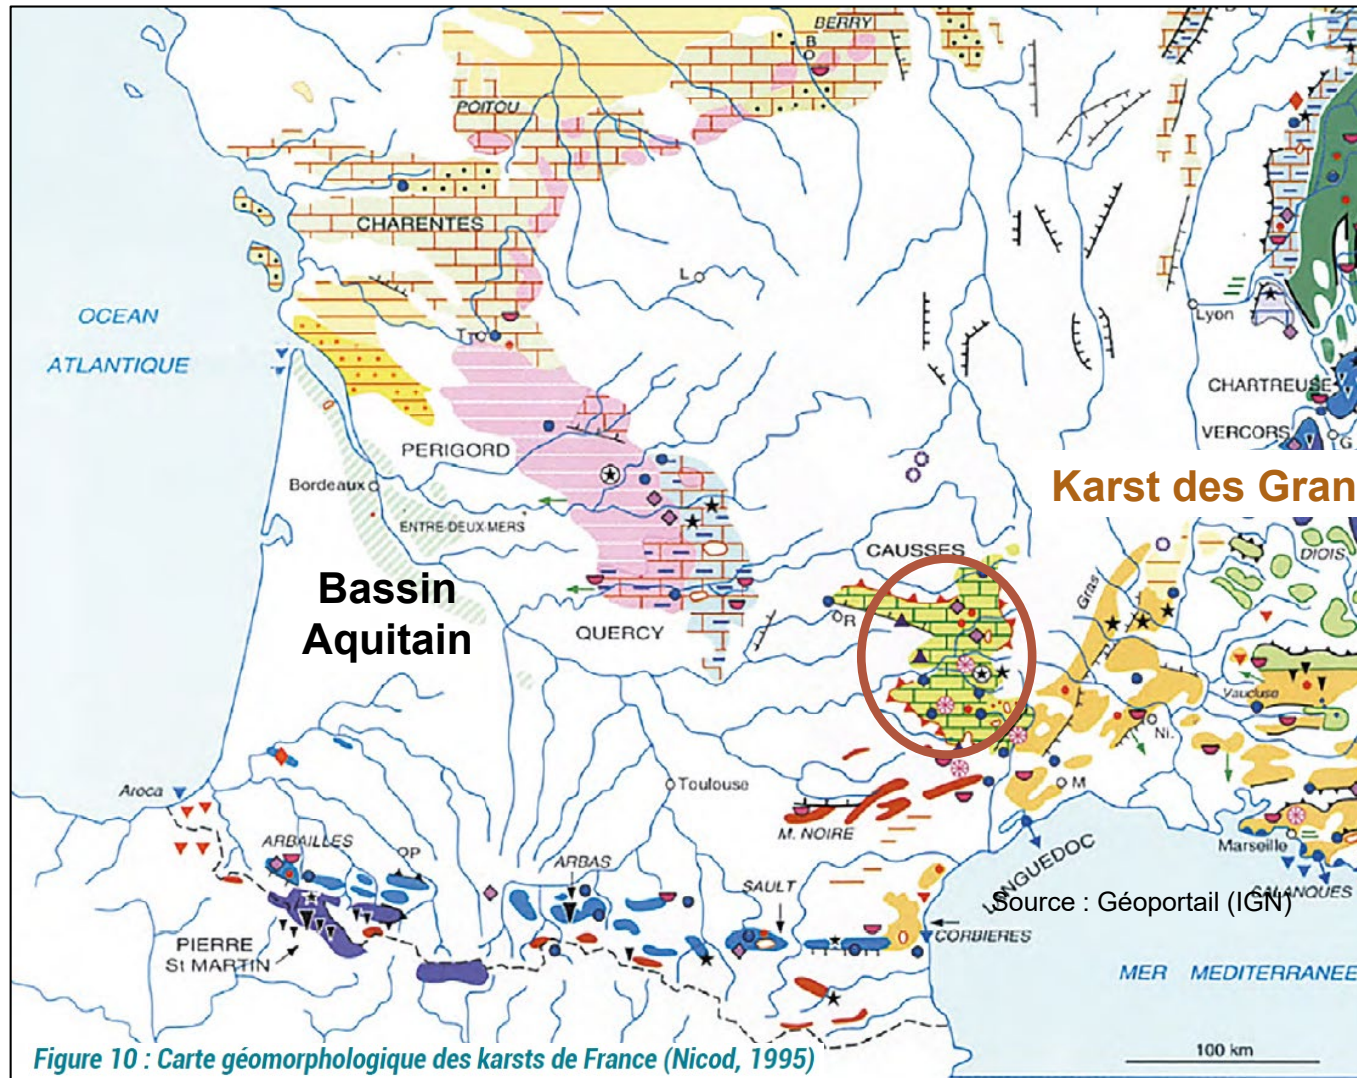 BERRY
B
POITOU
CHARENTES
OCEAN
ATLANTIQUE
L
Lyon
T
CHARTREUSE
VERCORS
G
PERIGORD
Karst des Gran
Bordeaux
ENTRE-DEUX-MERS
CAUSSES
DIOIS
Bassin
Aquitain
Gras
R
QUERCY
Vaucluse
Ni.
Toulouse
M
Aroca
M. NOIRE
Marseille
ARBAILLES
P
ARBAS
SAULT
LANGUEDOC
CALANQUES
Source : Géoportail (IGN)
CORBIERES
PIERRE
St MARTIN
MER MEDITERRANEE
100 km
Figure 10 : Carte géomorphologique des karsts de France (Nicod, 1995)